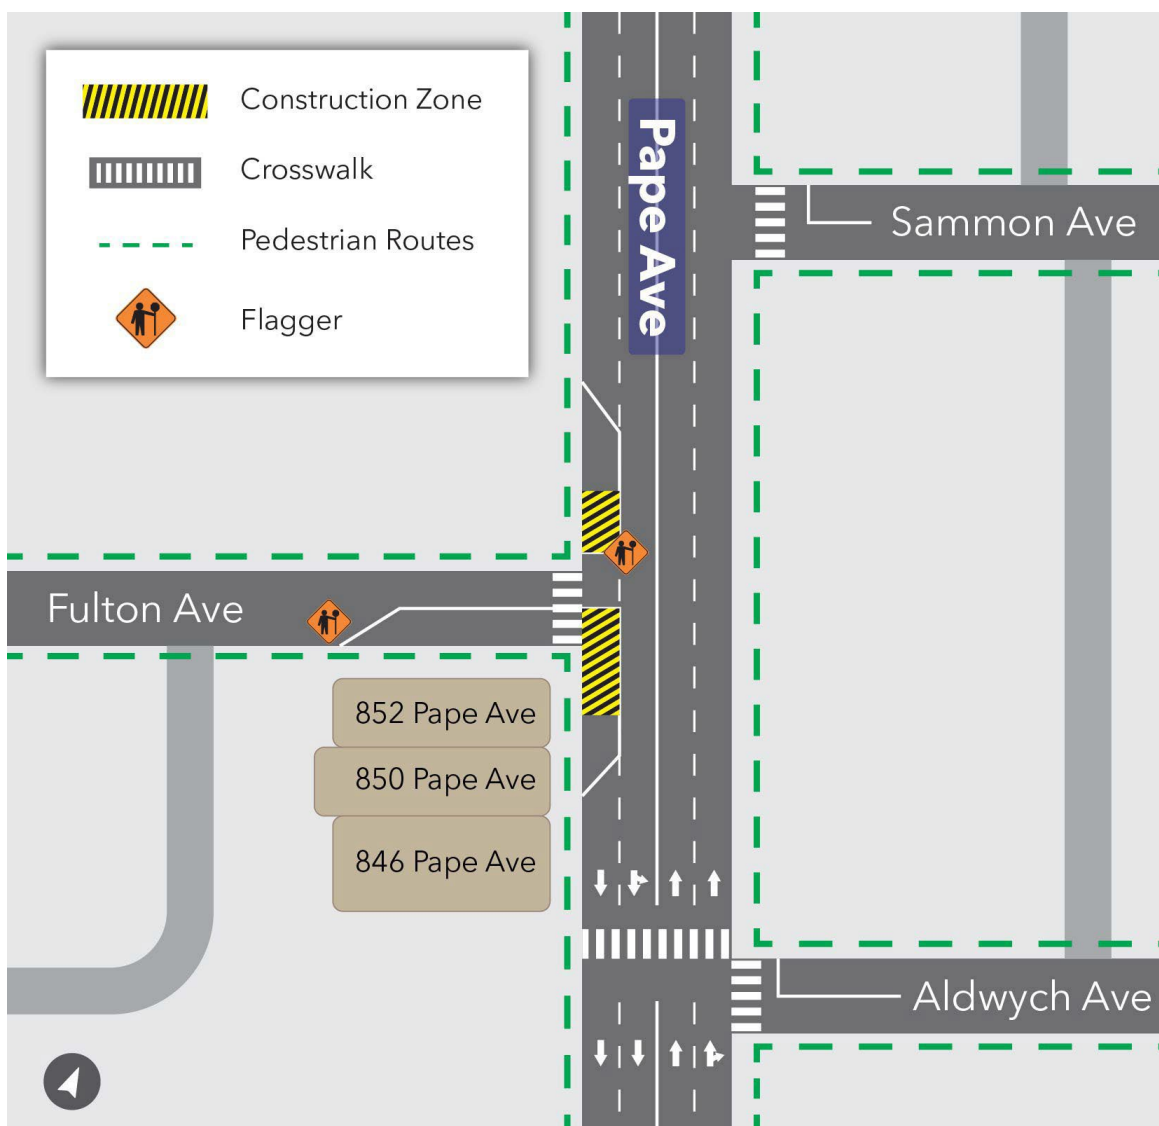 Construction Zone
Crosswalk
Pedestrian Routes
Flagger
Pape Ave
Sammon Ave
Fulton Ave
852 Pape Ave
850 Pape Ave
846 Pape Ave
Aldwych Ave